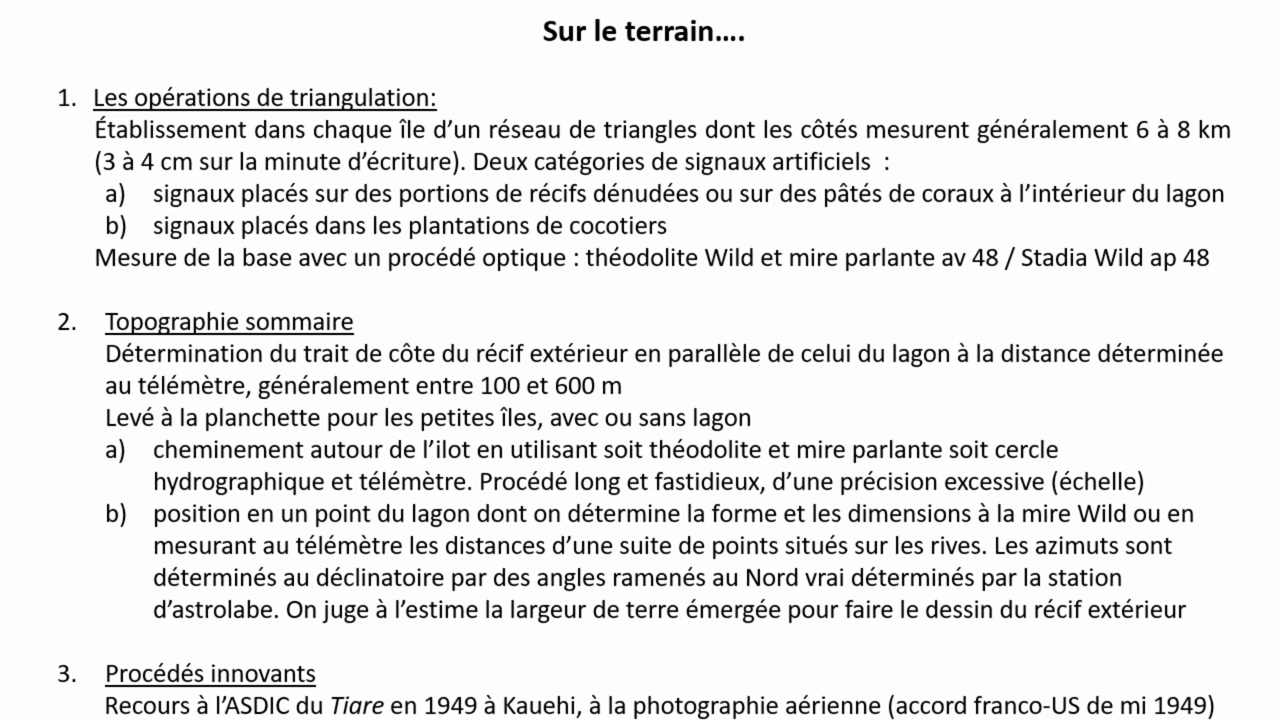 Sur le terrain….
1. Les opérations de triangulation:
Établissement dans chaque île d’un réseau de triangles dont les côtés mesurent généralement 6 à 8 km
(3 à 4 cm sur la minute d’écriture). Deux catégories de signaux artificiels :
a) signaux placés sur des portions de récifs dénudées ou sur des pâtés de coraux à l’intérieur du lagon
b) signaux placés dans les plantations de cocotiers
Mesure de la base avec un procédé optique : théodolite Wild et mire parlante av 48 / Stadia Wild ap 48
2. Topographie sommaire
Détermination du trait de côte du récif extérieur en parallèle de celui du lagon à la distance déterminée
au télémètre, généralement entre 100 et 600 m
Levé à la planchette pour les petites îles, avec ou sans lagon
a) cheminement autour de l’ilot en utilisant soit théodolite et mire parlante soit cercle
hydrographique et télémètre. Procédé long et fastidieux, d’une précision excessive (échelle)
b) position en un point du lagon dont on détermine la forme et les dimensions à la mire Wild ou en
mesurant au télémètre les distances d’une suite de points situés sur les rives. Les azimuts sont
déterminés au déclinatoire par des angles ramenés au Nord vrai déterminés par la station
d’astrolabe. On juge à l’estime la largeur de terre émergée pour faire le dessin du récif extérieur
3. Procédés innovants
Recours à l’ASDIC du Tiare en 1949 à Kauehi, à la photographie aérienne (accord franco-US de mi 1949)